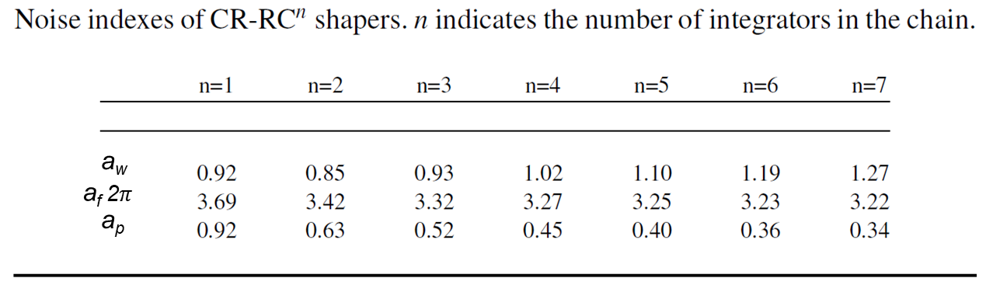 Noise indexes of CR-RCⁿ shapers. n indicates the number of integrators in the chain.
n=1 n=2 n=3 n=4 n=5 n=6 n=7
a_w 0.92 0.85 0.93 1.02 1.10 1.19 1.27
a_f 2π 3.69 3.42 3.32 3.27 3.25 3.23 3.22
a_p 0.92 0.63 0.52 0.45 0.40 0.36 0.34